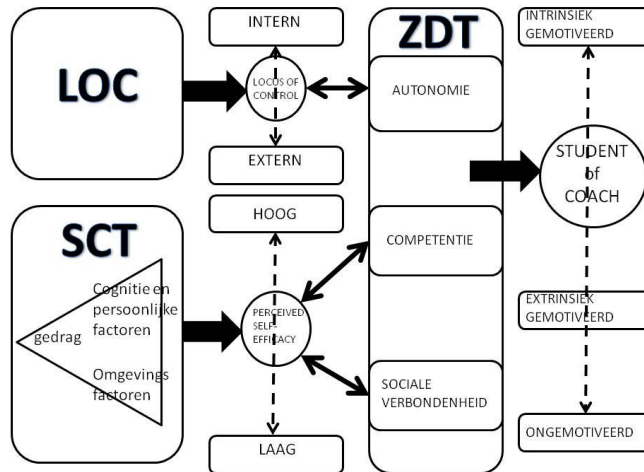 LOC
INTERN
LOCUS OF
CONTROL
EXTERN
ZDT
AUTONOMIE
COMPETENTIE
SOCIALE
VERBONDENHEID
INTRINSIEK
GEMOTIVEERD
STUDENT
of
COACH
EXTRINSIEK
GEMOTIVEERD
ONGEMOTIVEERD
SCT
Cognitie en
persoonlijke
factoren
gedrag
Omgevings
factoren
HOOG
PERCEIVED
SELF-
EFFICACY
LAAG